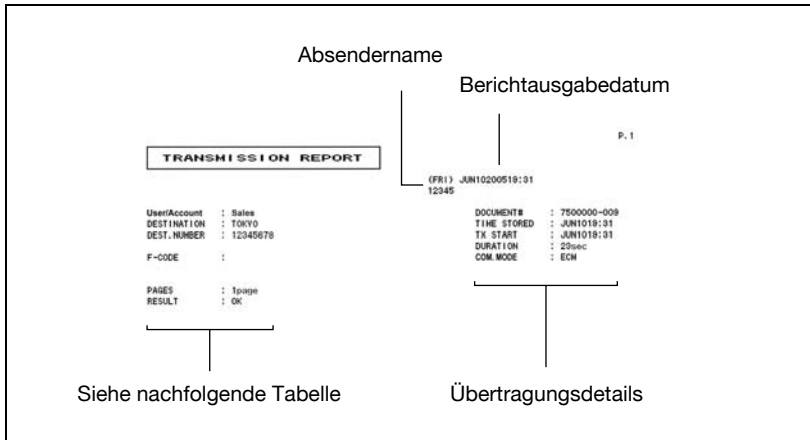 Absendername
Berichtausgabedatum
P.1
TRANSMISSION REPORT
(FRI) JUN10200519:31
12345
User/Account : Sales
DESTINATION : TOKYO
DEST.NUMBER : 12345678
F-CODE :
PAGES : 1page
RESULT : OK
DOCUMENT# : 7500000-009
TIME STORED : JUN1019:31
TX START : JUN1019:31
DURATION : 23sec
COM.MODE : ECM
Siehe nachfolgende Tabelle
Übertragungsdetails